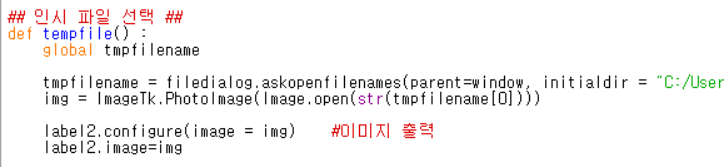 ## 인시 파일 선택 ##
def tempfile() :
global tmpfilename
tmpfilename = filedialog.askopenfilenames(parent=window, initialdir = "C:/User
img = ImageTk.PhotoImage(Image.open(str(tmpfilename[0])))
label2.configure(image = img) #이미지 출력
label2.image=img